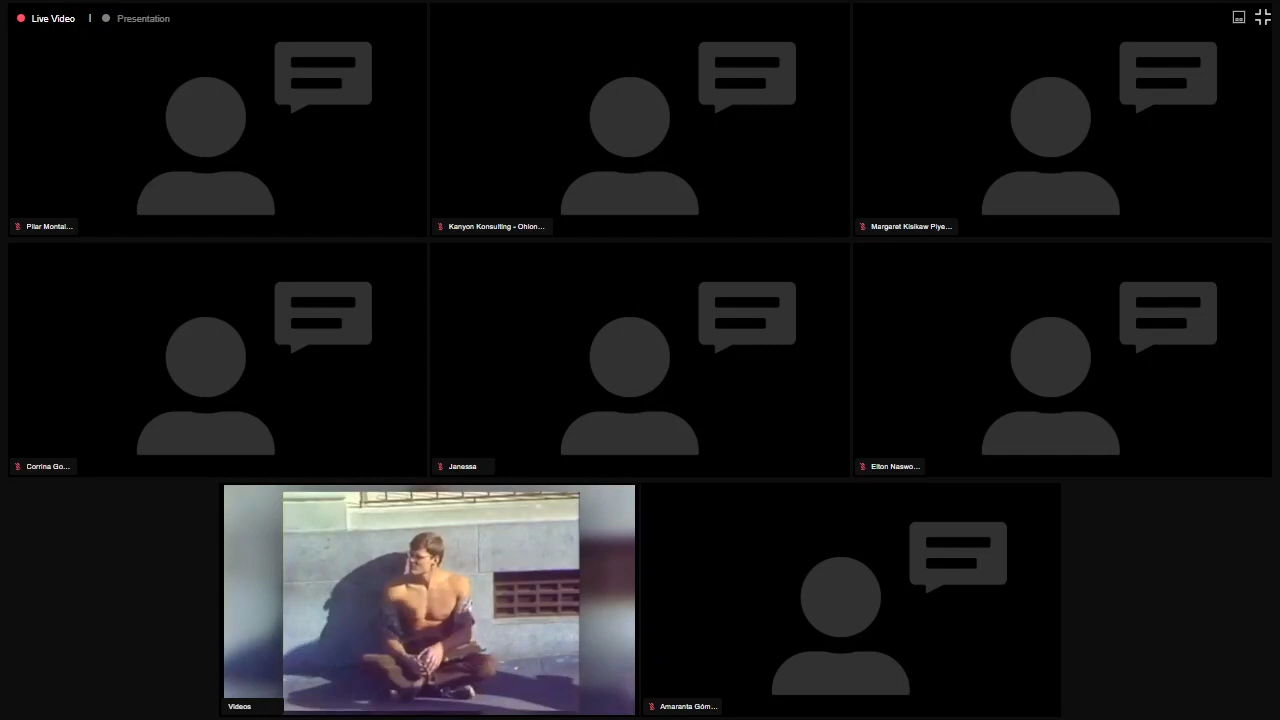 Live Video | Presentation
Pilar Montal...
Kanyon Konsulting - Ohlon...
Margaret Kisikaw Piye...
Corrina Go...
Janessa
Elton Naswo...
Videos
Amaranta Góm...